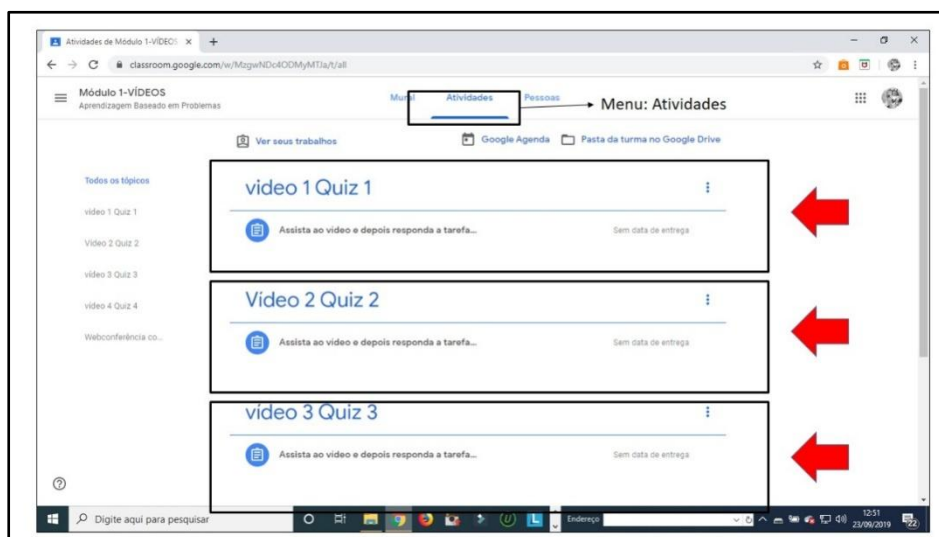 Atividades de Módulo 1-VÍDEOS
classroom.google.com/w/MzgwNDc4ODMyMTJa/t/all
Módulo 1-VÍDEOS
Aprendizagem Baseado em Problemas
Mural Atividades Pessoas
Menu: Atividades
Ver seus trabalhos Google Agenda Pasta da turma no Google Drive
Todos os tópicos
video 1 Quiz 1
Vídeo 2 Quiz 2
vídeo 3 Quiz 3
vídeo 4 Quiz 4
Webconferência co...
video 1 Quiz 1
Assista ao vídeo e depois responda a tarefa... Sem data de entrega
Vídeo 2 Quiz 2
Assista ao vídeo e depois responda a tarefa... Sem data de entrega
vídeo 3 Quiz 3
Assista ao vídeo e depois responda a tarefa... Sem data de entrega
Digite aqui para pesquisar
Endereço
12:51
23/09/2019
22